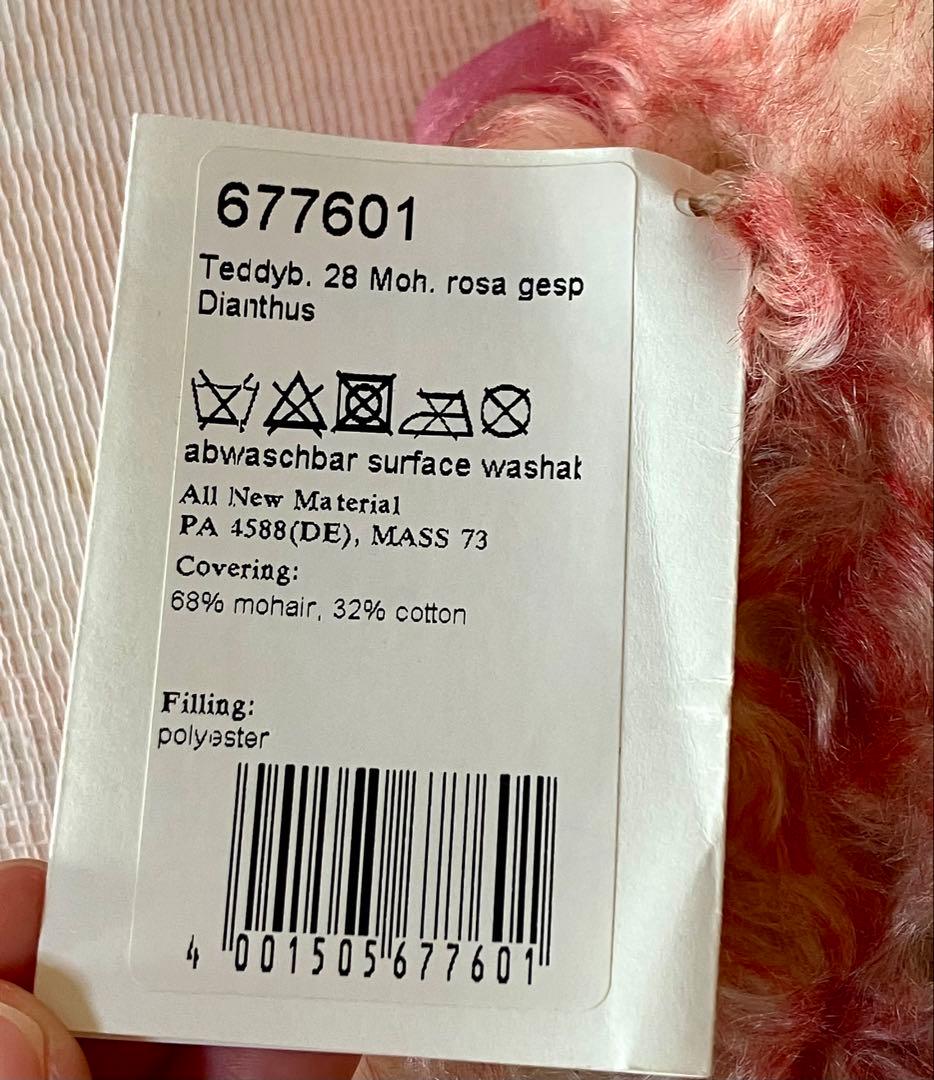 677601
Teddyb. 28 Moh. rosa gesp
Dianthus
abwaschbar surface washab
All New Material
PA 4588(DE), MASS 73
Covering:
68% mohair, 32% cotton
Filling:
polyester
4 001505 677601